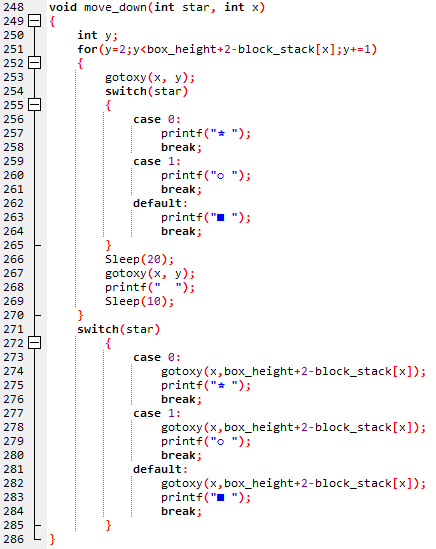 248 void move_down(int star, int x)
249 {
250     int y;
251     for(y=2;y<box_height+2-block_stack[x];y+=1)
252     {
253         gotoxy(x, y);
254         switch(star)
255         {
256             case 0:
257                 printf("☆ ");
258                 break;
259             case 1:
260                 printf("○ ");
261                 break;
262             default:
263                 printf("■ ");
264                 break;
265         }
266         Sleep(20);
267         gotoxy(x, y);
268         printf("  ");
269         Sleep(10);
270     }
271     switch(star)
272         {
273             case 0:
274                 gotoxy(x,box_height+2-block_stack[x]);
275                 printf("☆ ");
276                 break;
277             case 1:
278                 gotoxy(x,box_height+2-block_stack[x]);
279                 printf("○ ");
280                 break;
281             default:
282                 gotoxy(x,box_height+2-block_stack[x]);
283                 printf("■ ");
284                 break;
285         }
286 }